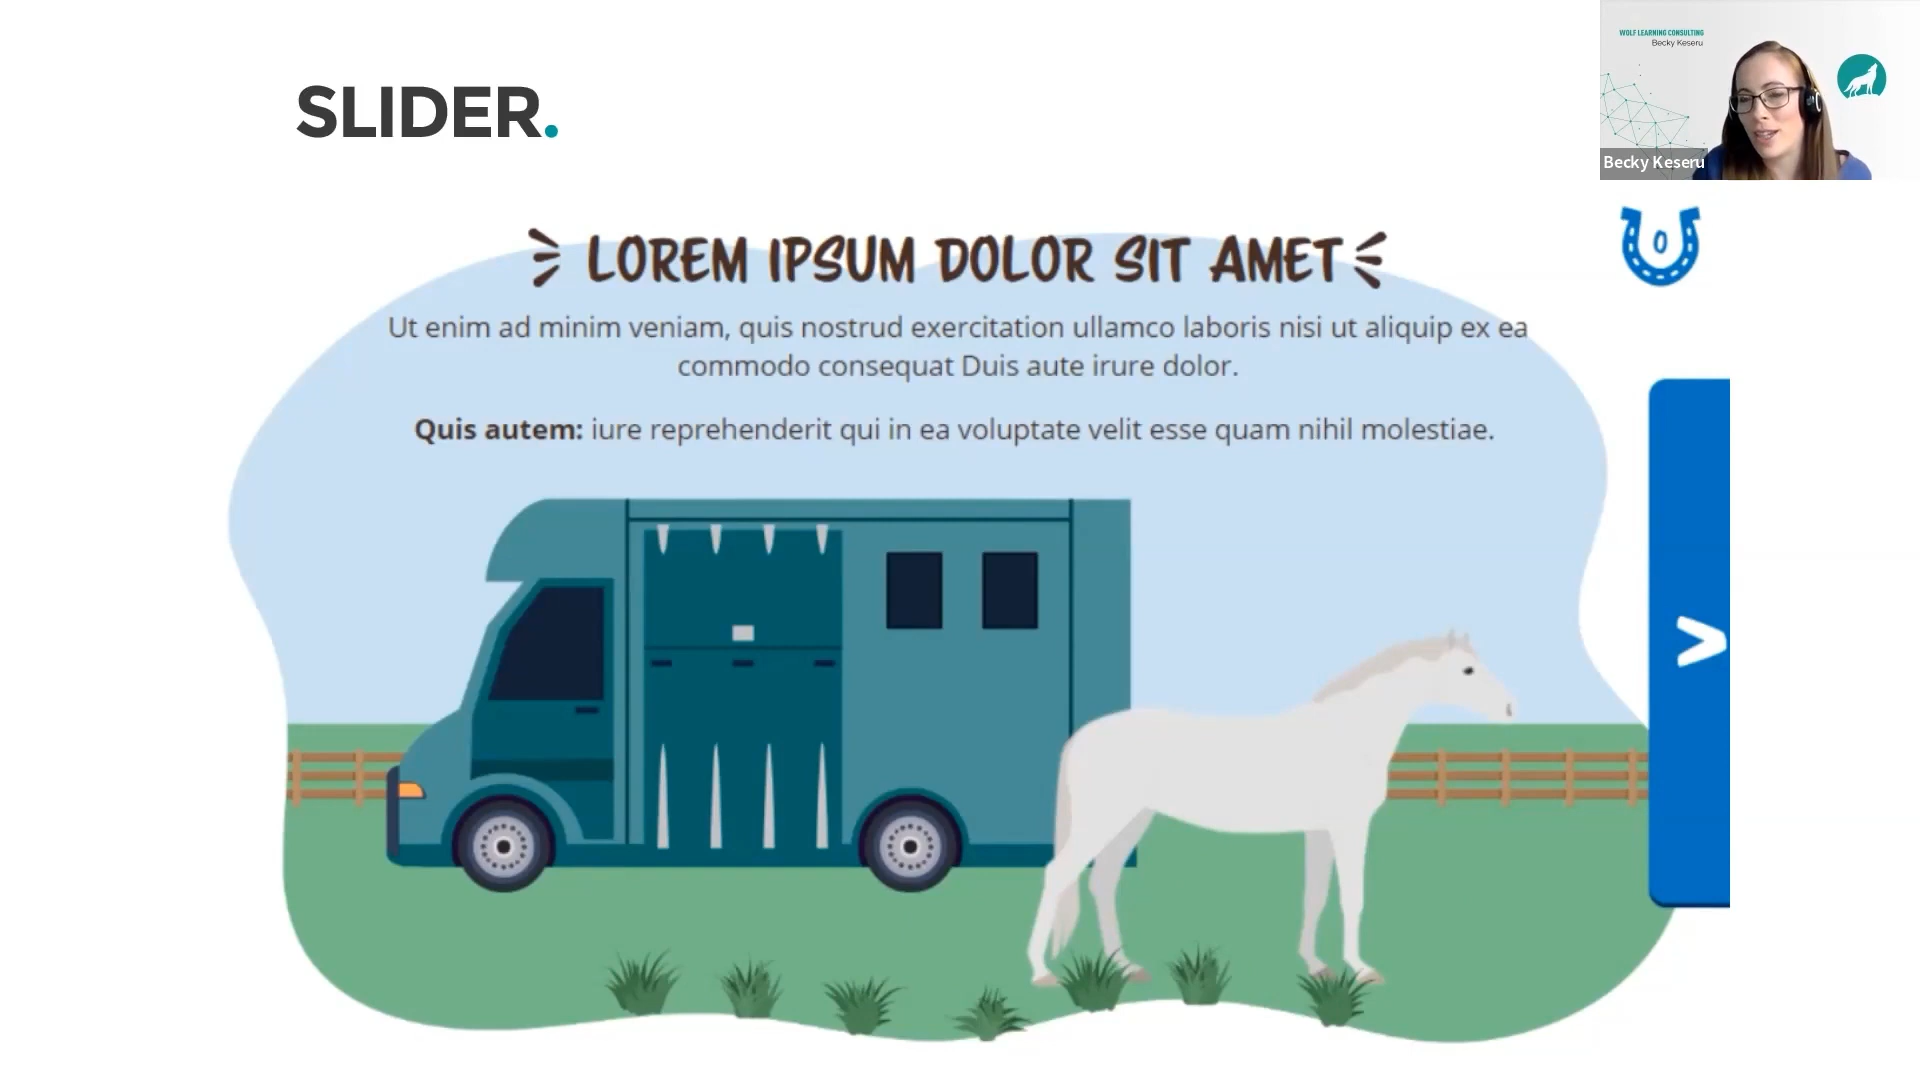 WOLF LEARNING CONSULTING
Becky Keseru
Becky Keseru
SLIDER.
0
LOREM IPSUM DOLOR SIT AMET
Ut enim ad minim veniam, quis nostrud exercitation ullamco laboris nisi ut aliquip ex ea
commodo consequat Duis aute irure dolor.
Quis autem: iure reprehenderit qui in ea voluptate velit esse quam nihil molestiae.
>